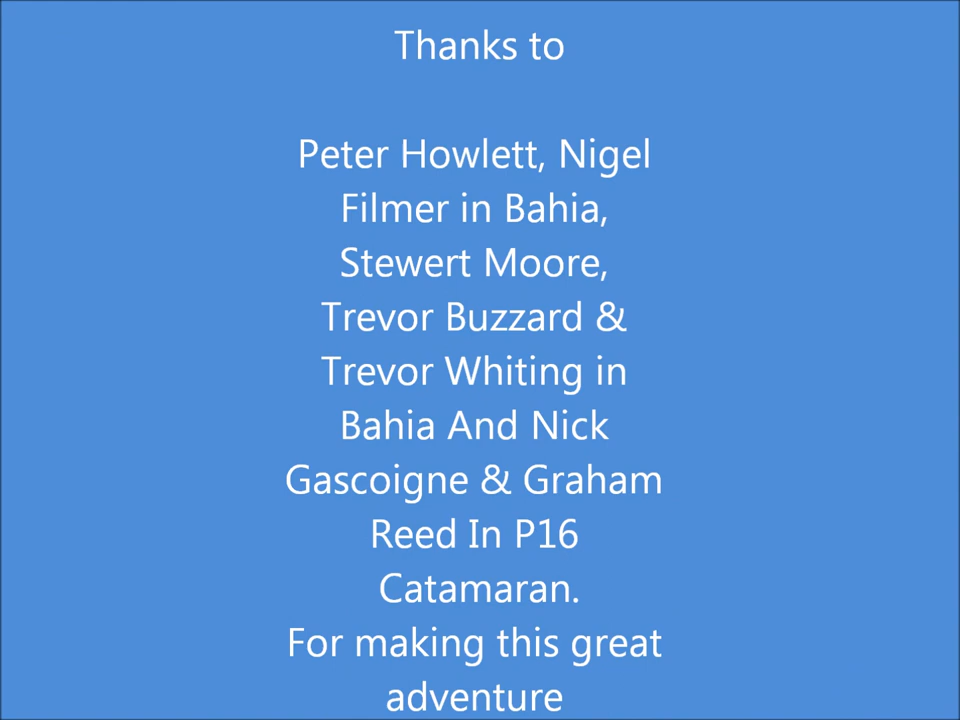 Thanks to
Peter Howlett, Nigel
Filmer in Bahia,
Stewert Moore,
Trevor Buzzard &
Trevor Whiting in
Bahia And Nick
Gascoigne & Graham
Reed In P16
Catamaran.
For making this great
adventure